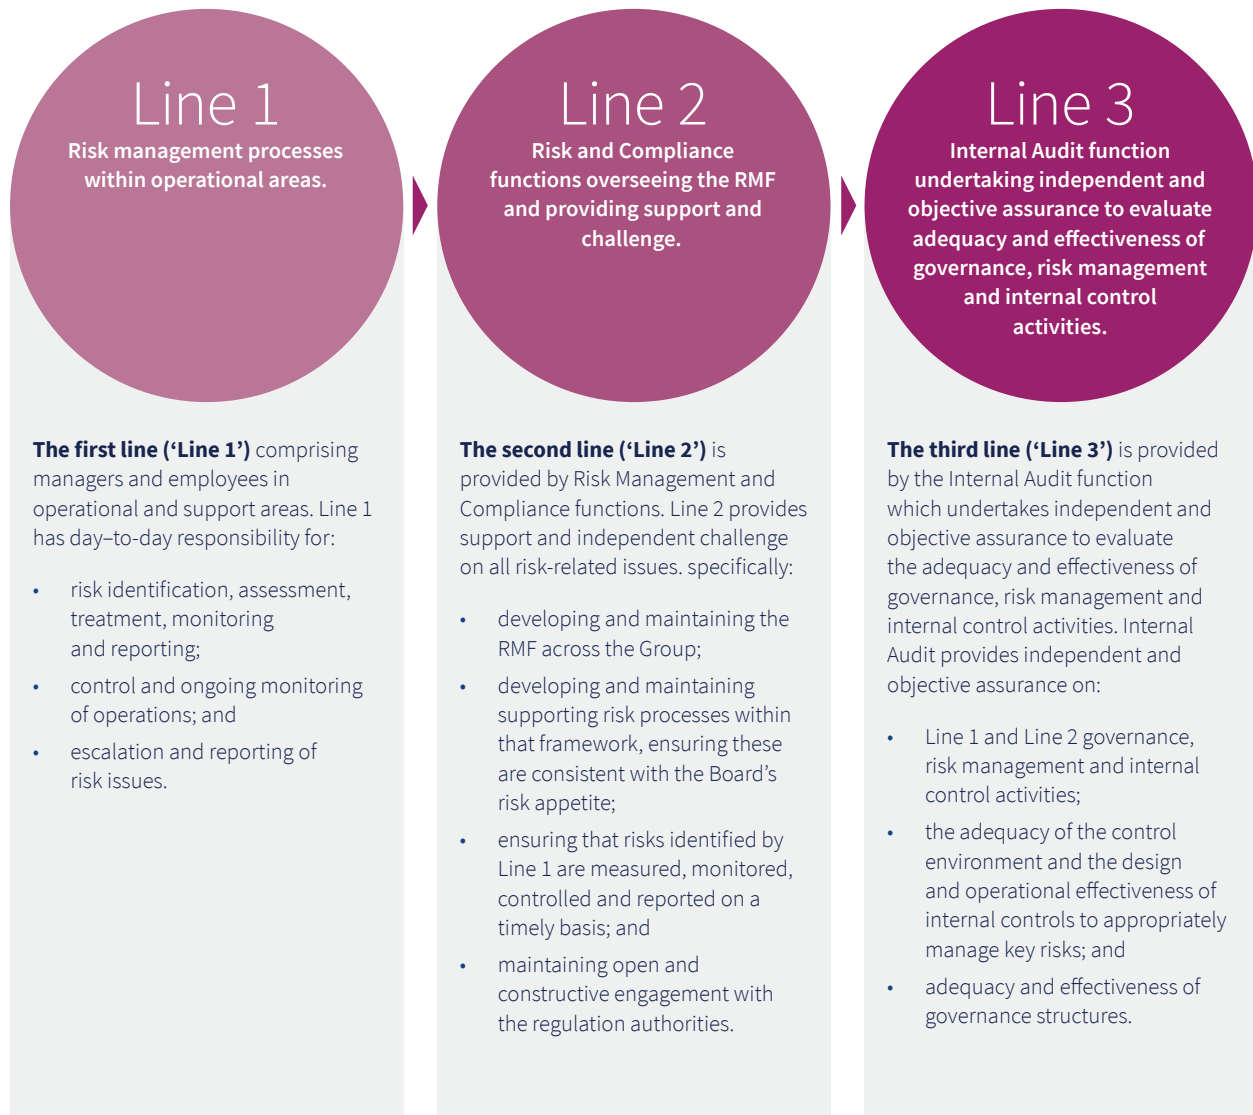 Line 1
Risk management processes
within operational areas.
The first line (‘Line 1’) comprising
managers and employees in
operational and support areas. Line 1
has day–to-day responsibility for:
• risk identification, assessment,
treatment, monitoring
and reporting;
• control and ongoing monitoring
of operations; and
• escalation and reporting of
risk issues.
Line 2
Risk and Compliance
functions overseeing the RMF
and providing support and
challenge.
The second line (‘Line 2’) is
provided by Risk Management and
Compliance functions. Line 2 provides
support and independent challenge
on all risk-related issues. specifically:
• developing and maintaining the
RMF across the Group;
• developing and maintaining
supporting risk processes within
that framework, ensuring these
are consistent with the Board’s
risk appetite;
• ensuring that risks identified by
Line 1 are measured, monitored,
controlled and reported on a
timely basis; and
• maintaining open and
constructive engagement with
the regulation authorities.
Line 3
Internal Audit function
undertaking independent and
objective assurance to evaluate
adequacy and effectiveness of
governance, risk management
and internal control
activities.
The third line (‘Line 3’) is provided
by the Internal Audit function
which undertakes independent and
objective assurance to evaluate
the adequacy and effectiveness of
governance, risk management and
internal control activities. Internal
Audit provides independent and
objective assurance on:
• Line 1 and Line 2 governance,
risk management and internal
control activities;
• the adequacy of the control
environment and the design
and operational effectiveness of
internal controls to appropriately
manage key risks; and
• adequacy and effectiveness of
governance structures.